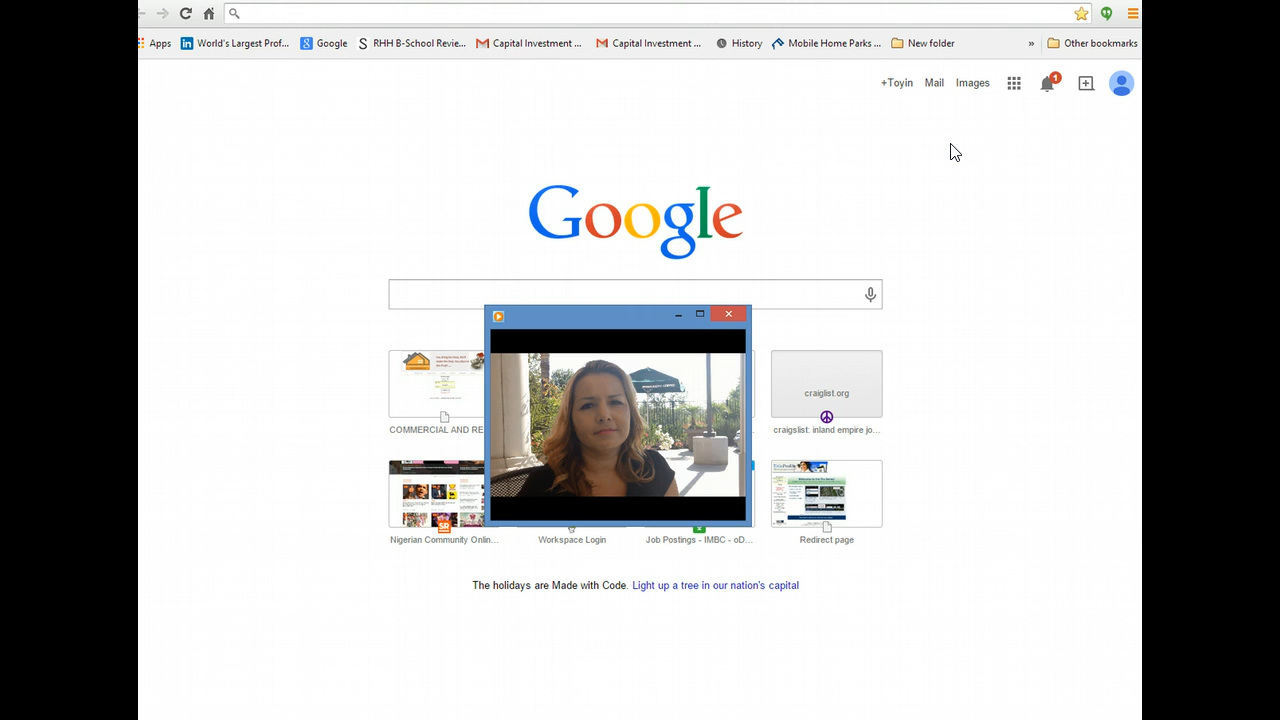 Apps World's Largest Prof... Google RHH B-School Revie... Capital Investment ... Capital Investment ... History Mobile Home Parks ... New folder » Other bookmarks
+Toyin Mail Images 1
Google
craiglist.org
COMMERCIAL AND RE
craigslist: inland empire jo...
Nigerian Community Onlin... Workspace Login Job Postings - IMBC - oD... Redirect page
The holidays are Made with Code. Light up a tree in our nation's capital